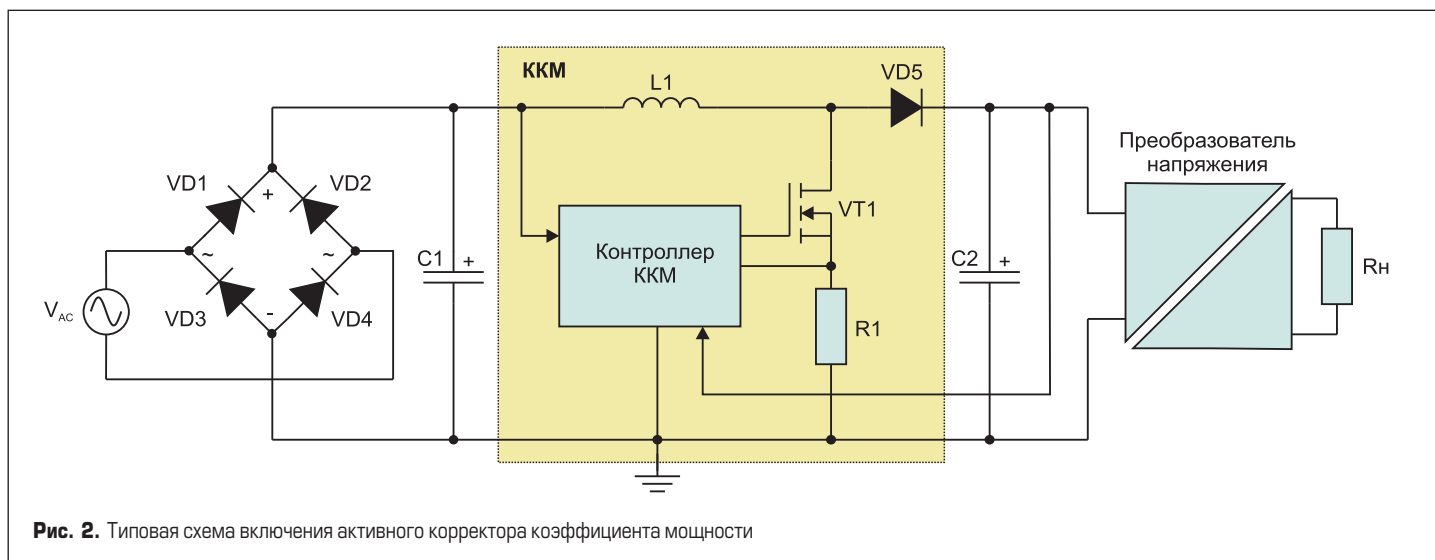 ККМ
L1
VD5
VD1
+
VD2
~
~
VD3
-
VD4
V_AC
C1
+
Контроллер
ККМ
VT1
R1
C2
+
Преобразователь
напряжения
Rн
Рис. 2. Типовая схема включения активного корректора коэффициента мощности